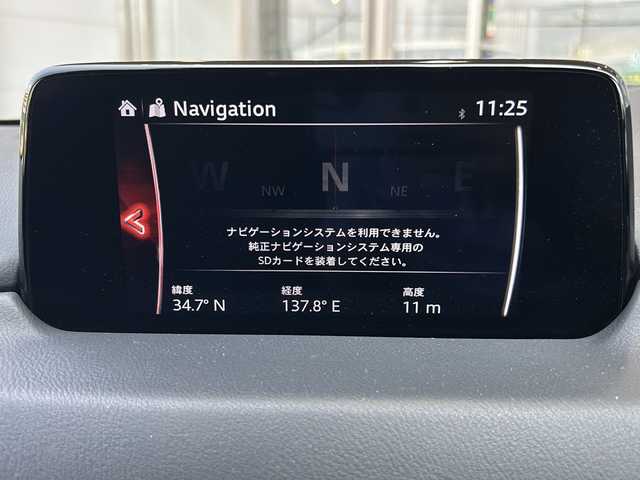 Navigation 11:25
W NW N NE E
ナビゲーションシステムを利用できません。
純正ナビゲーションシステム専用の
SDカードを装着してください。
緯度 経度 高度
34.7° N 137.8° E 11 m